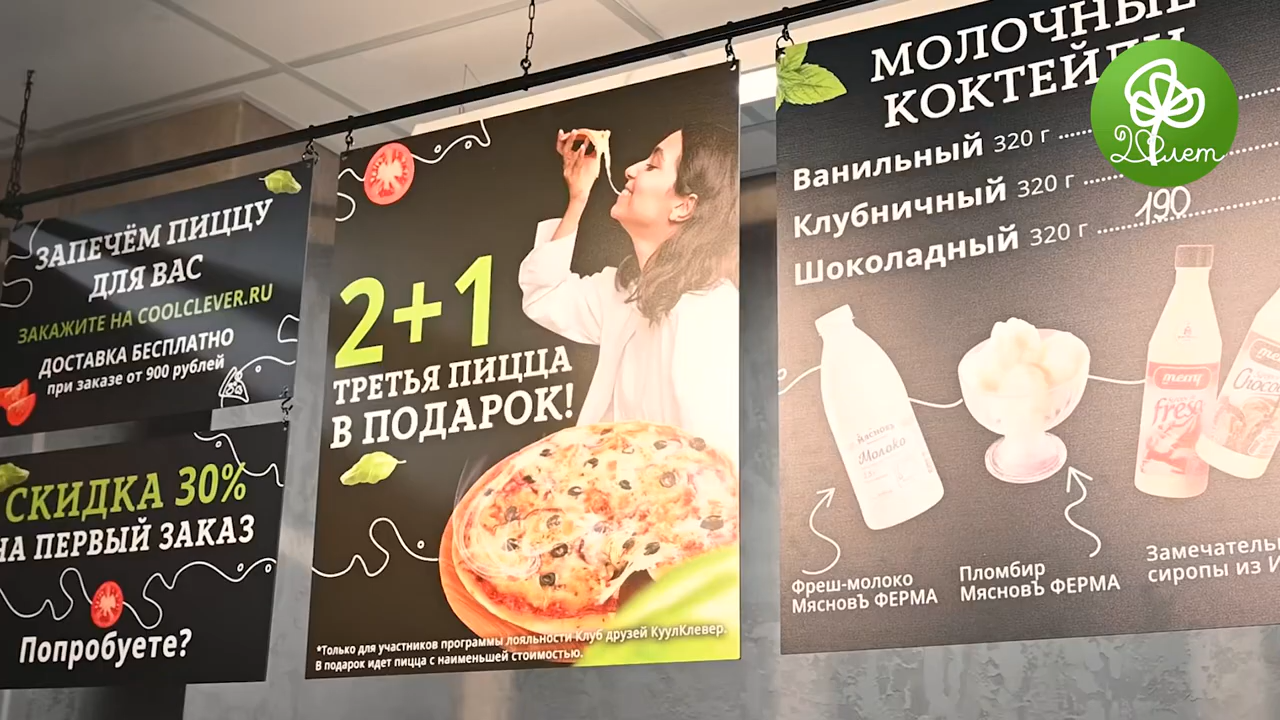 ЗАПЕЧЁМ ПИЦЦУ
ДЛЯ ВАС
ЗАКАЖИТЕ НА COOLCLEVER.RU
ДОСТАВКА БЕСПЛАТНО
при заказе от 900 рублей
СКИДКА 30%
НА ПЕРВЫЙ ЗАКАЗ
Попробуете?
2+1
ТРЕТЬЯ ПИЦЦА
В ПОДАРОК!
*Только для участников программы лояльности Клуб друзей КуулКлевер.
В подарок идет пицца с наименьшей стоимостью.
МОЛОЧНЫЕ
КОКТЕЙЛИ
Ванильный 320 г
Клубничный 320 г
Шоколадный 320 г
190
МЯСНОВЪ
Молоко
merry
fresa
merry
Фреш-молоко
МясновЪ ФЕРМА
Пломбир
МясновЪ ФЕРМА
сиропы из
20 лет